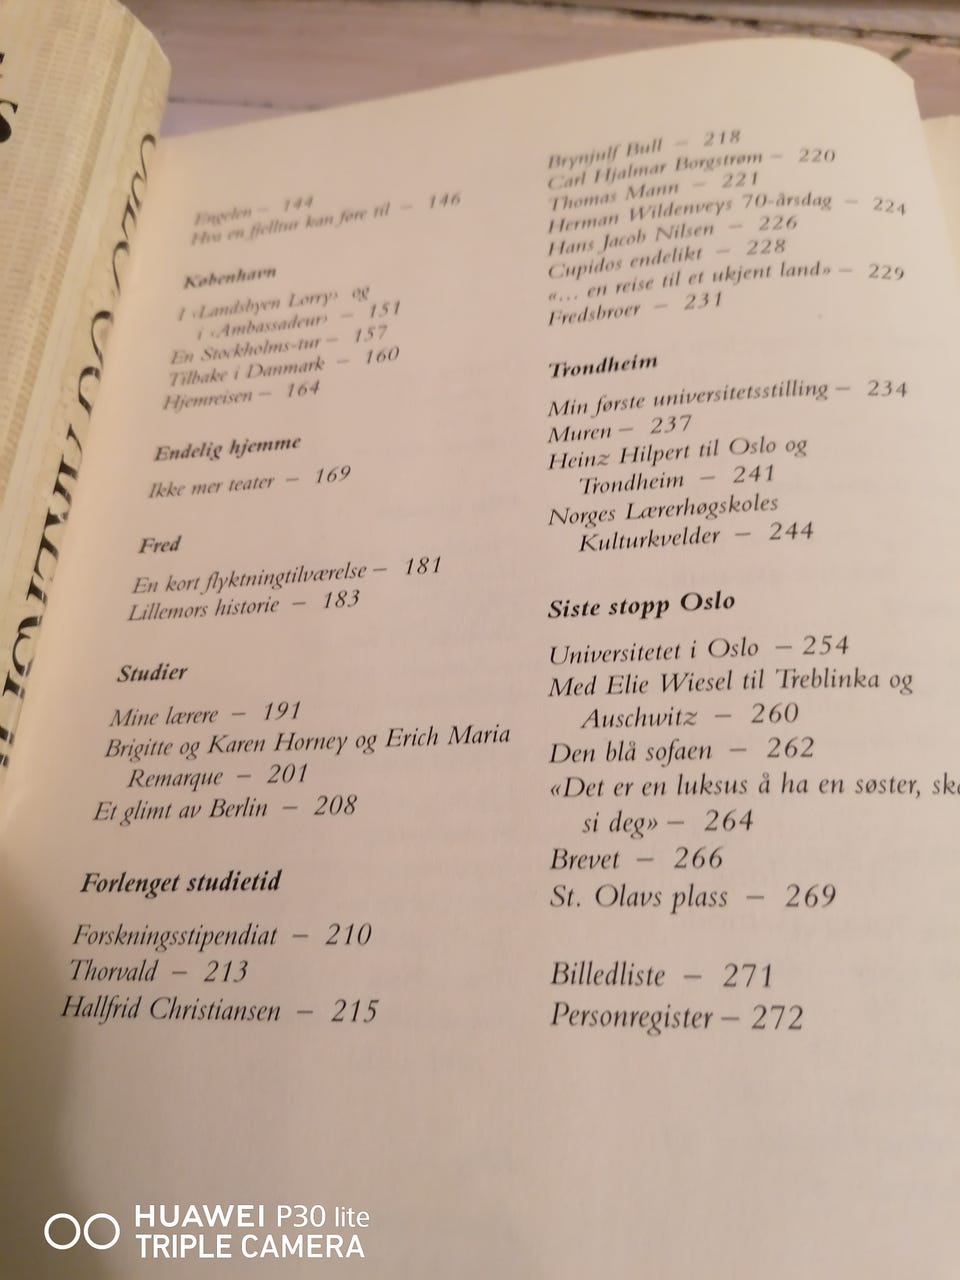 Engelen – 144
Hva en fjelltur kan føre til – 146
København
I ‹Landsbyen Lorry› og
i ‹Ambassadeur› – 151
En Stockholms-tur – 157
Tilbake i Danmark – 160
Hjemreisen – 164
Endelig hjemme
Ikke mer teater – 169
Fred
En kort flyktningtilværelse – 181
Lillemors historie – 183
Studier
Mine lærere – 191
Brigitte og Karen Horney og Erich Maria
Remarque – 201
Et glimt av Berlin – 208
Forlenget studietid
Forskningsstipendiat – 210
Thorvald – 213
Hallfrid Christiansen – 215
Brynjulf Bull – 218
Carl Hjalmar Borgstrøm – 220
Thomas Mann – 221
Herman Wildenveys 70-årsdag – 224
Hans Jacob Nilsen – 226
Cupidos endelikt – 228
«... en reise til et ukjent land» – 229
Fredsbroer – 231
Trondheim
Min første universitetsstilling – 234
Muren – 237
Heinz Hilpert til Oslo og
Trondheim – 241
Norges Lærerhøgskoles
Kulturkvelder – 244
Siste stopp Oslo
Universitetet i Oslo – 254
Med Elie Wiesel til Treblinka og
Auschwitz – 260
Den blå sofaen – 262
«Det er en luksus å ha en søster, ska
si deg» – 264
Brevet – 266
St. Olavs plass – 269
Billedliste – 271
Personregister – 272
HUAWEI P30 lite
TRIPLE CAMERA